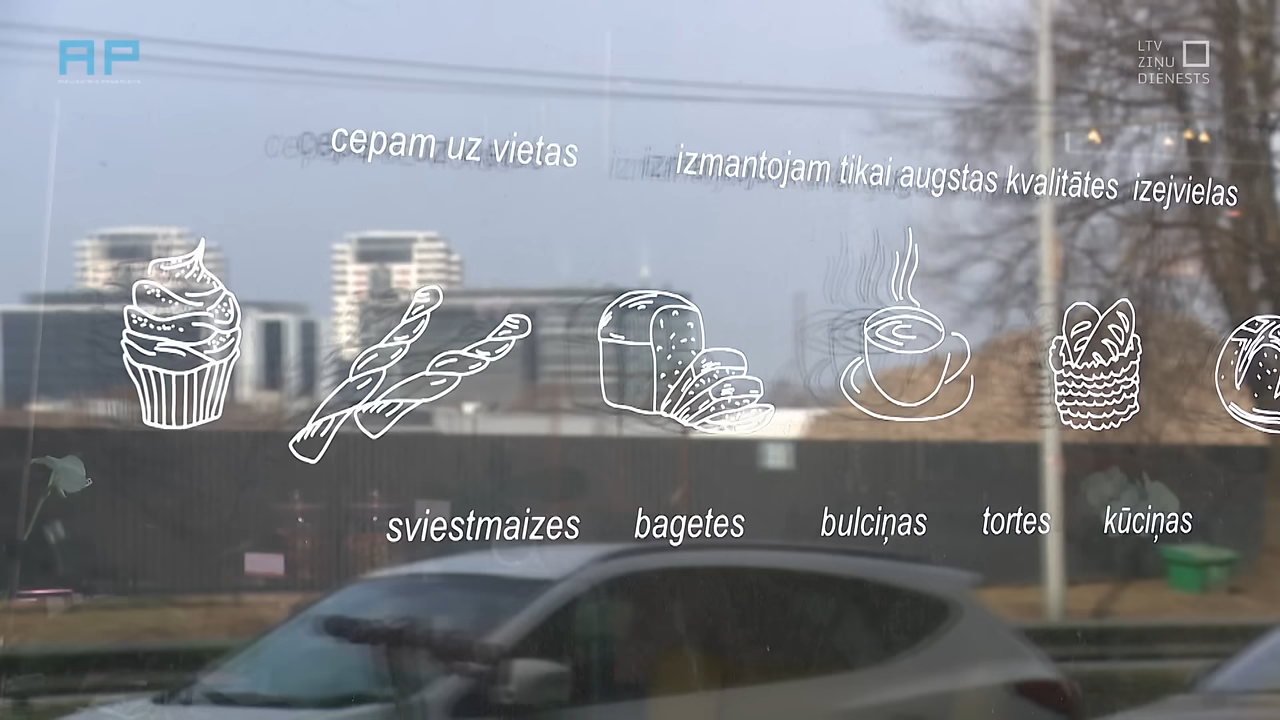 AP
LTV
ZIŅU
DIENESTS
cepam uz vietas
izmantojam tikai augstas kvalitātes izejvielas
sviestmaizes bagetes bulciņas tortes kūciņas